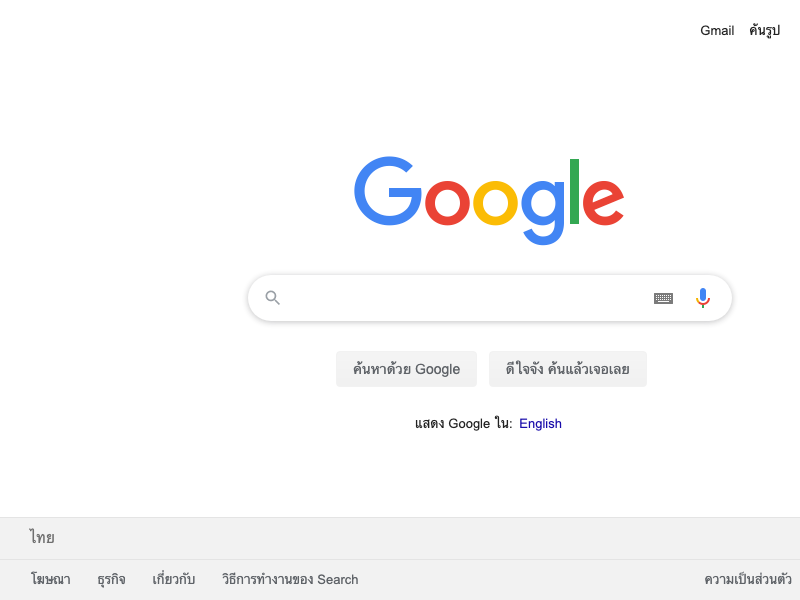 Gmail ค้นรูป
Google
ค้นหาด้วย Google ดีใจจัง ค้นแล้วเจอเลย
แสดง Google ใน: English
ไทย
โฆษณา ธุรกิจ เกี่ยวกับ วิธีการทำงานของ Search ความเป็นส่วนตัว